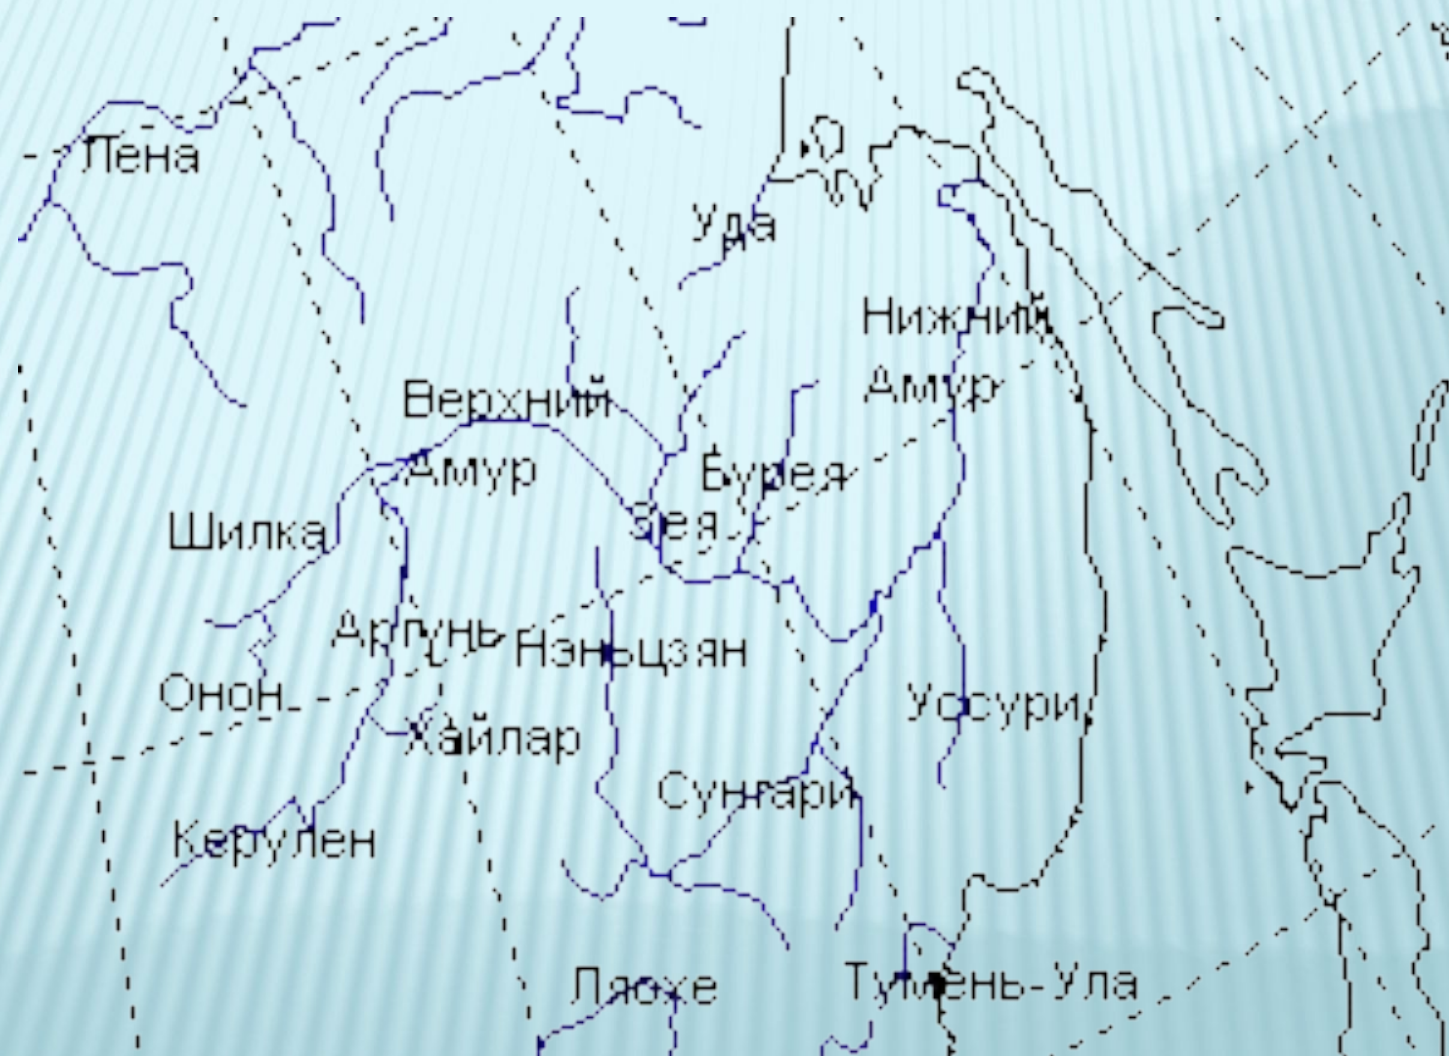 Лена
Уда
Нижний
Амур
Верхний
Амур
Бурея
Зея
Шилка
Аргунь
Нэньцзян
Онон
Уссури
Хайлар
Сунгари
Керулен
Ляохе
Тумень-Ула